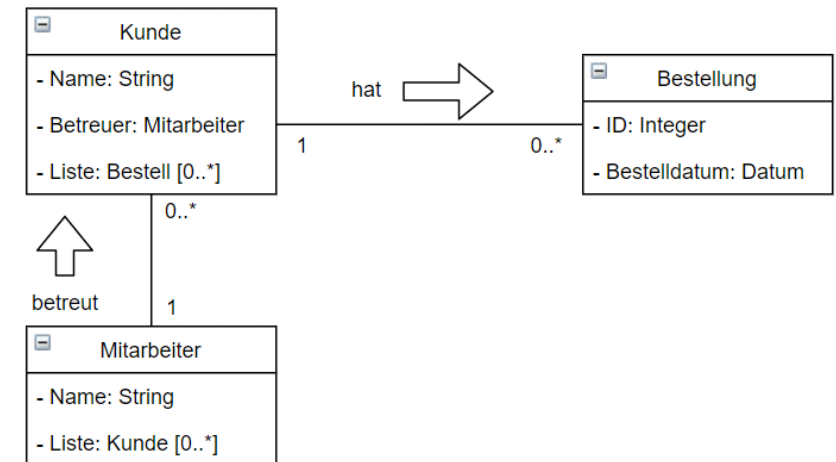 Kunde
- Name: String
- Betreuer: Mitarbeiter
- Liste: Bestell [0..*]
hat
1
0..*
Bestellung
- ID: Integer
- Bestelldatum: Datum
0..*
betreut
1
Mitarbeiter
- Name: String
- Liste: Kunde [0..*]